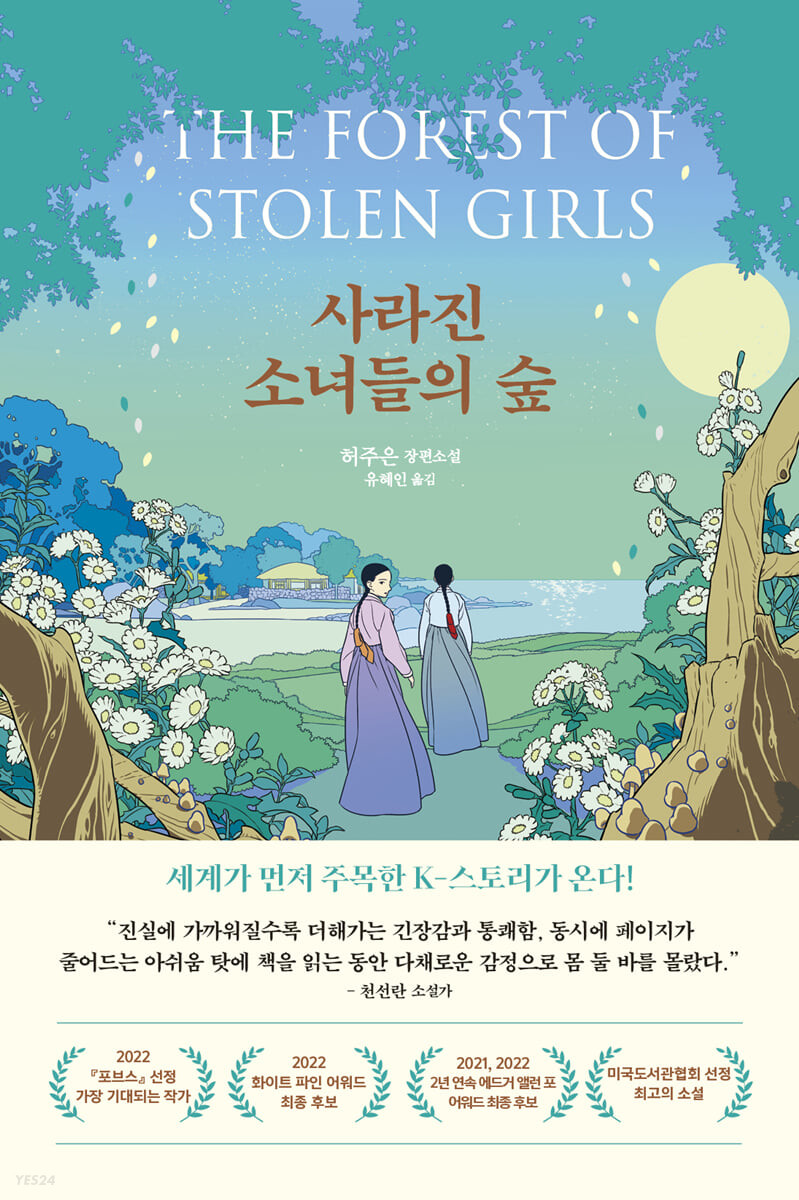 THE FOREST OF
STOLEN GIRLS
사라진
소녀들의 숲
허주은 장편소설
유혜인 옮김
세계가 먼저 주목한 K-스토리가 온다!
“진실에 가까워질수록 더해가는 긴장감과 통쾌함, 동시에 페이지가
줄어드는 아쉬움 탓에 책을 읽는 동안 다채로운 감정으로 몸 둘 바를 몰랐다.”
- 천선란 소설가
2022
『포브스』 선정
가장 기대되는 작가
2022
화이트 파인 어워드
최종 후보
2021, 2022
2년 연속 에드거 앨런 포
어워드 최종 후보
미국도서관협회 선정
최고의 소설
YES24